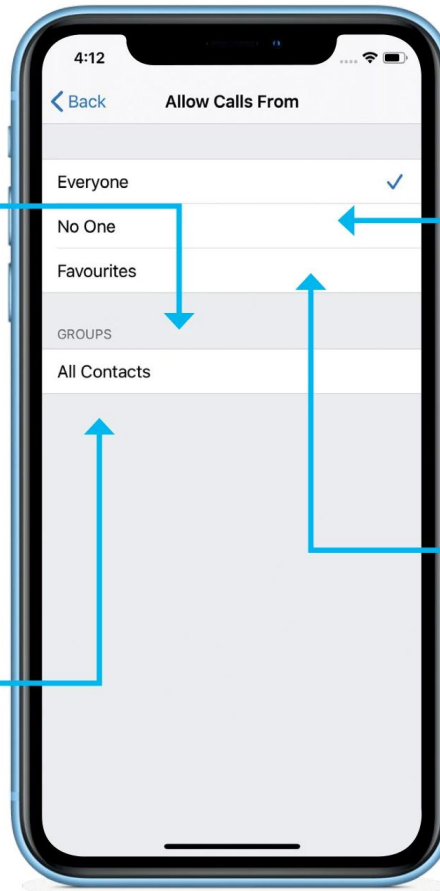 4:12
Back Allow Calls From
Everyone
No One
Favourites
GROUPS
All Contacts